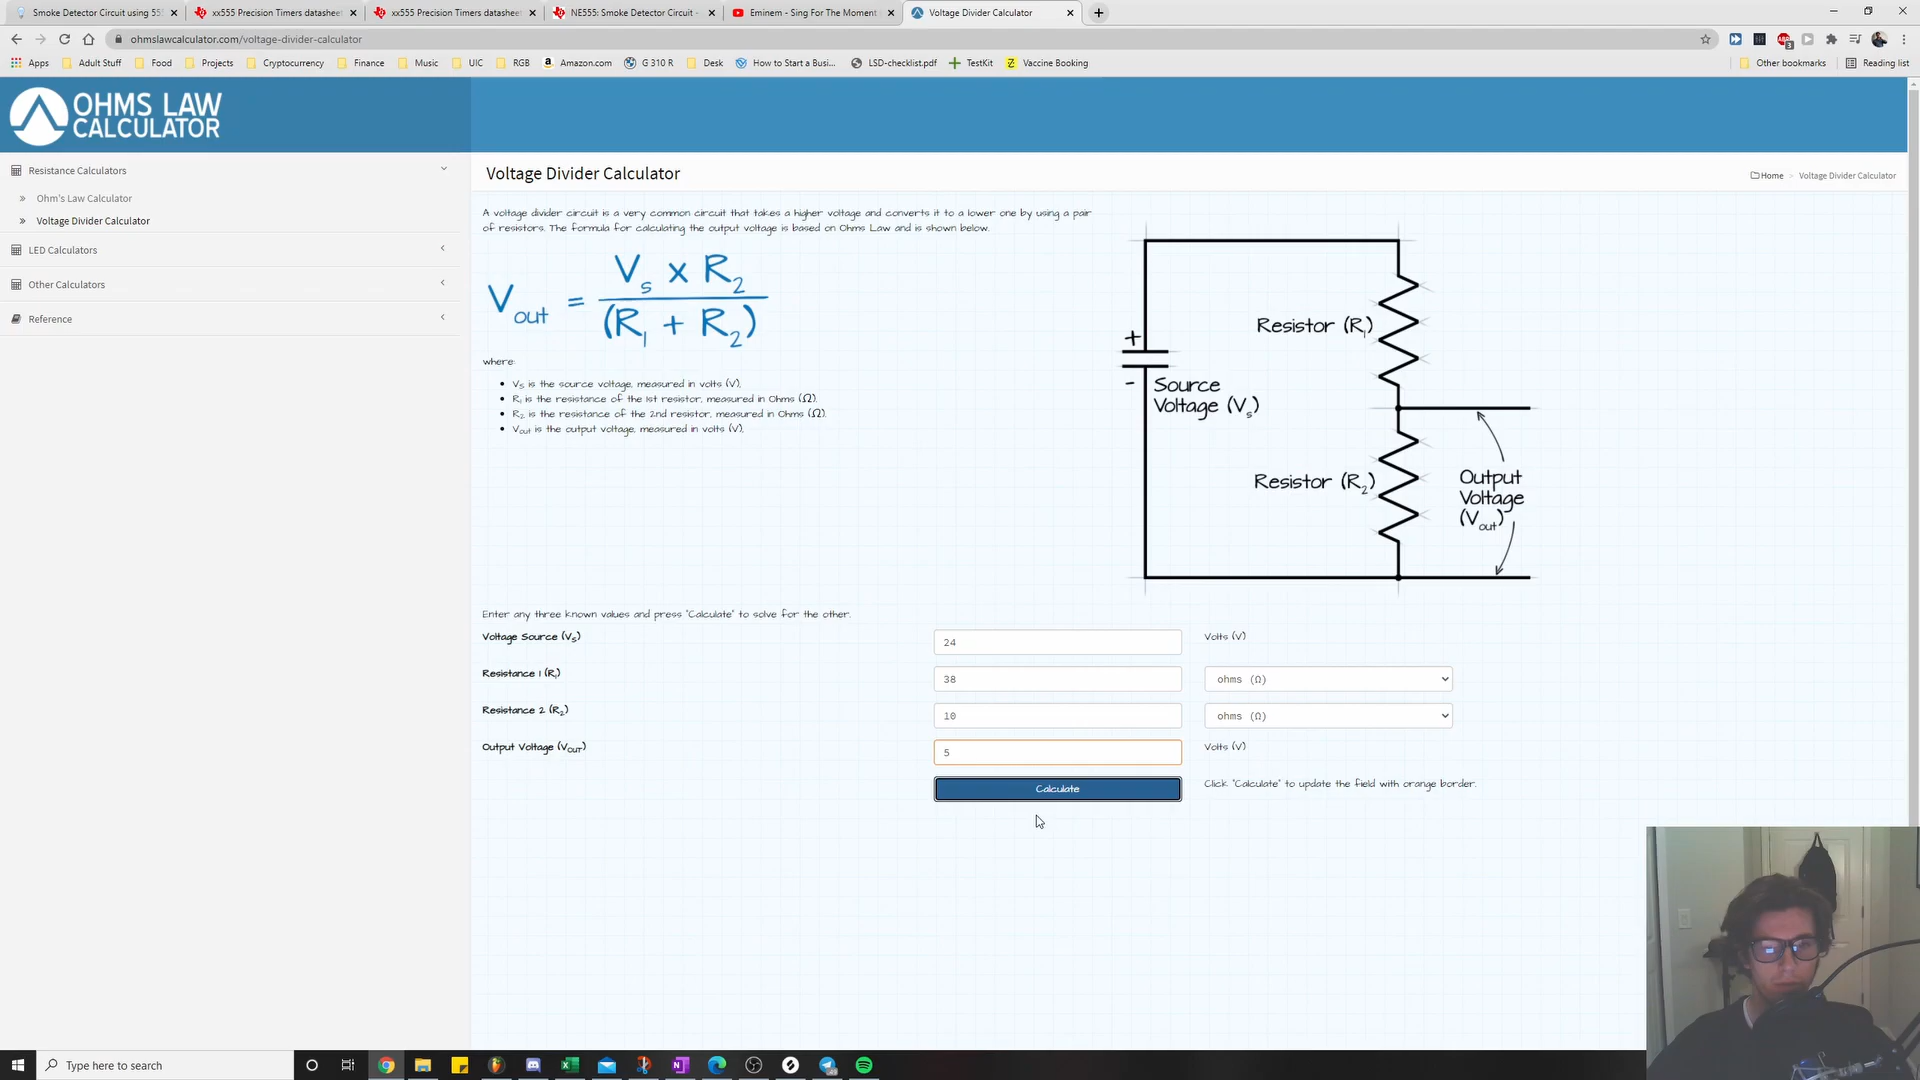 Smoke Detector Circuit using 555
xx555 Precision Timers datasheet
xx555 Precision Timers datasheet
NE555: Smoke Detector Circuit -
Eminem - Sing For The Moment
Voltage Divider Calculator
ohmslawcalculator.com/voltage-divider-calculator
Apps
Adult Stuff
Food
Projects
Cryptocurrency
Finance
Music
UIC
RGB
Amazon.com
G 310 R
Desk
How to Start a Busi...
LSD-checklist.pdf
TestKit
Vaccine Booking
Other bookmarks
Reading list
OHMS LAW
CALCULATOR
Resistance Calculators
Ohm's Law Calculator
Voltage Divider Calculator
LED Calculators
Other Calculators
Reference
Voltage Divider Calculator
Home > Voltage Divider Calculator
A voltage divider circuit is a very common circuit that takes a higher voltage and converts it to a lower one by using a pair
of resistors. The formula for calculating the output voltage is based on Ohms Law and is shown below.
Vout = Vs x R2
(R1 + R2)
where:
• VS is the source voltage, measured in volts (V),
• R1 is the resistance of the 1st resistor, measured in Ohms (Ω).
• R2 is the resistance of the 2nd resistor, measured in Ohms (Ω).
• Vout is the output voltage, measured in volts (V),
+
-
Source
Voltage (Vs)
Resistor (R1)
Resistor (R2)
Output
Voltage
(Vout)
Enter any three known values and press "Calculate" to solve for the other.
Voltage Source (VS)
24
Volts (V)
Resistance 1 (R1)
38
ohms (Ω)
Resistance 2 (R2)
10
ohms (Ω)
Output Voltage (VOUT)
5
Volts (V)
Calculate
Click "Calculate" to update the field with orange border.
Type here to search